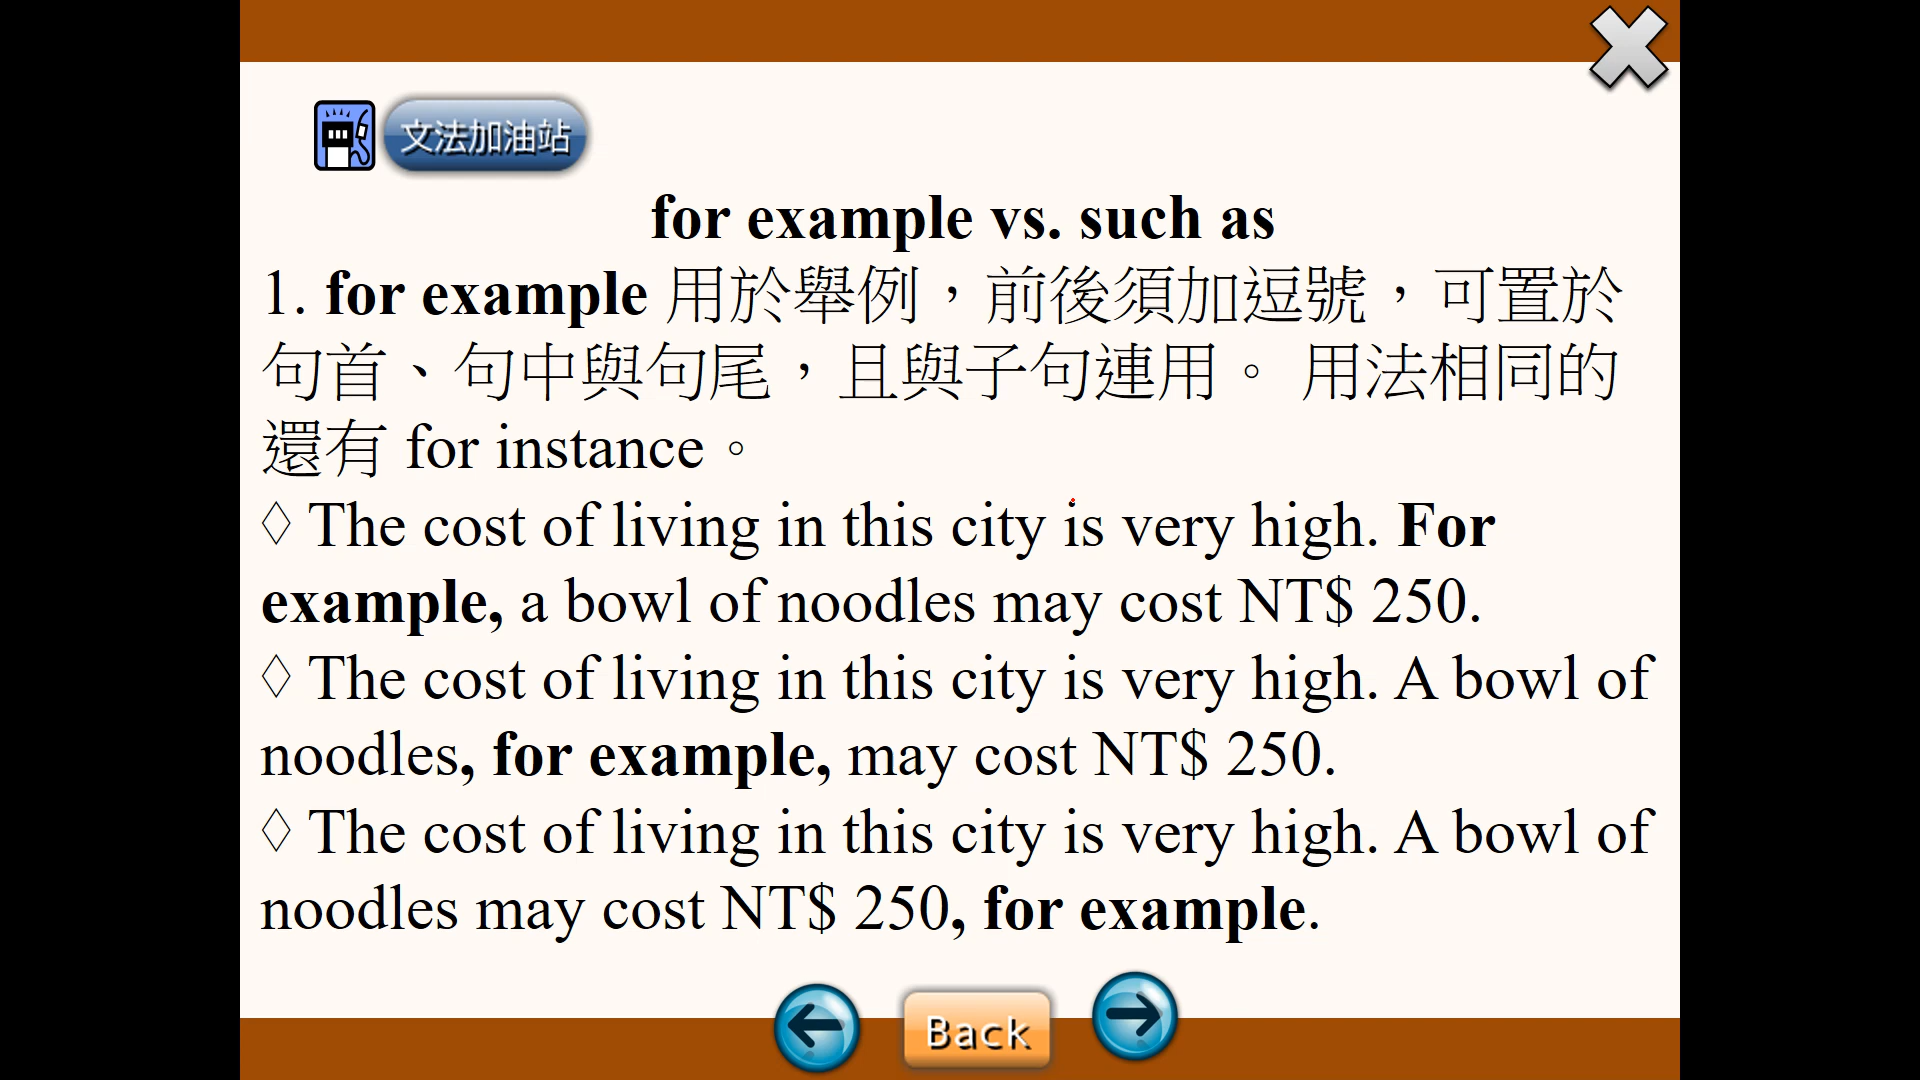 文法加油站
for example vs. such as
1. for example 用於舉例，前後須加逗號，可置於
句首、句中與句尾，且與子句連用。 用法相同的
還有 for instance。
◊ The cost of living in this city is very high. For
example, a bowl of noodles may cost NT$ 250.
◊ The cost of living in this city is very high. A bowl of
noodles, for example, may cost NT$ 250.
◊ The cost of living in this city is very high. A bowl of
noodles may cost NT$ 250, for example.
Back